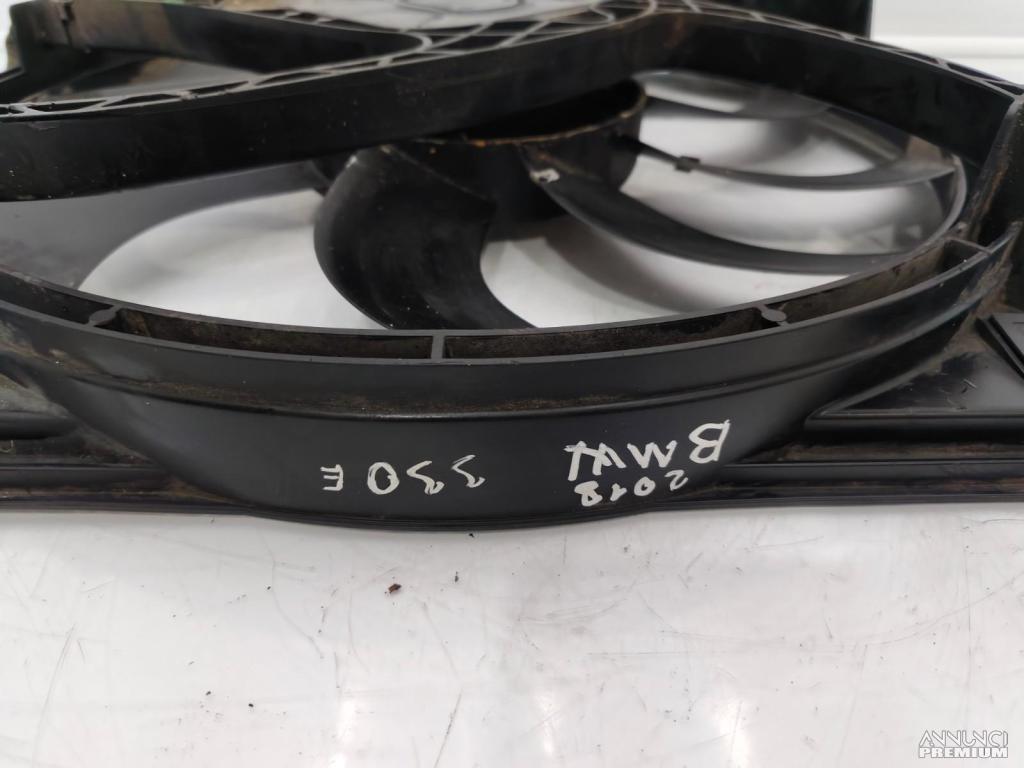 BMW 330E
2018
ANNUNCI
PREMIUM